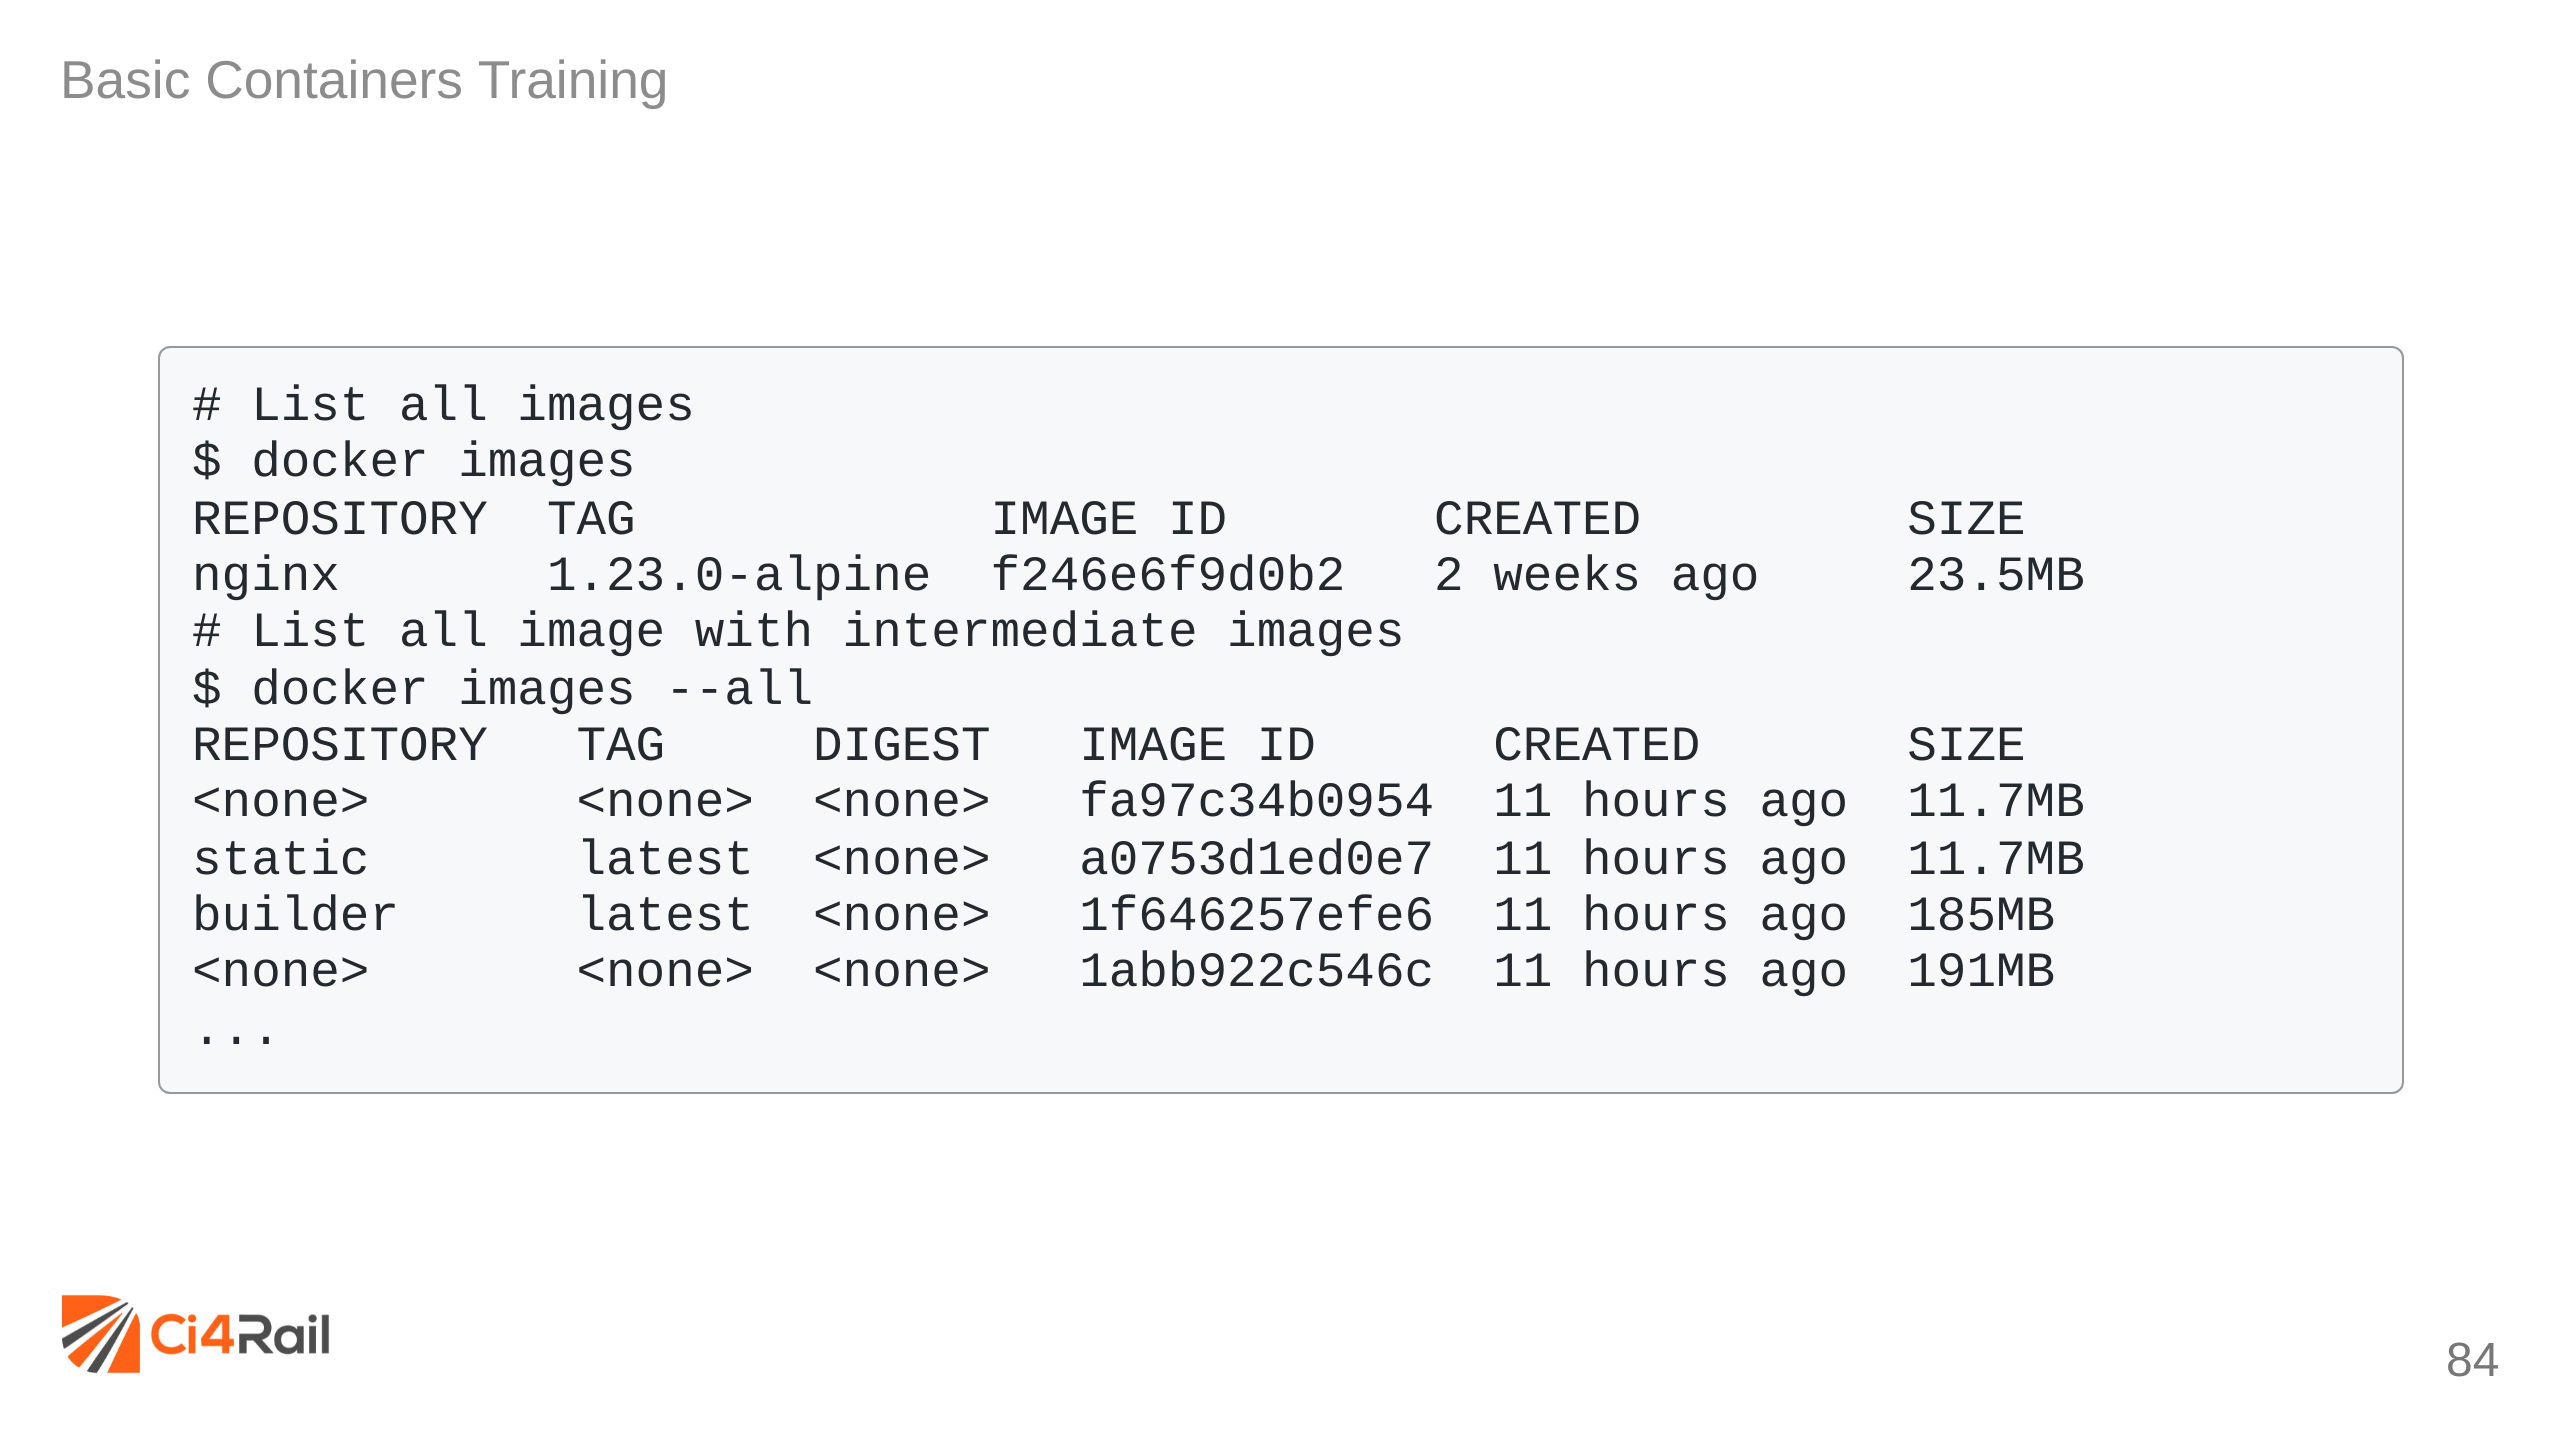 Basic Containers Training
# List all images
$ docker images
REPOSITORY  TAG            IMAGE ID       CREATED         SIZE
nginx       1.23.0-alpine  f246e6f9d0b2   2 weeks ago     23.5MB
# List all image with intermediate images
$ docker images --all
REPOSITORY   TAG     DIGEST   IMAGE ID      CREATED       SIZE
<none>       <none>  <none>   fa97c34b0954  11 hours ago  11.7MB
static       latest  <none>   a0753d1ed0e7  11 hours ago  11.7MB
builder      latest  <none>   1f646257efe6  11 hours ago  185MB
<none>       <none>  <none>   1abb922c546c  11 hours ago  191MB
...
Ci4Rail
84